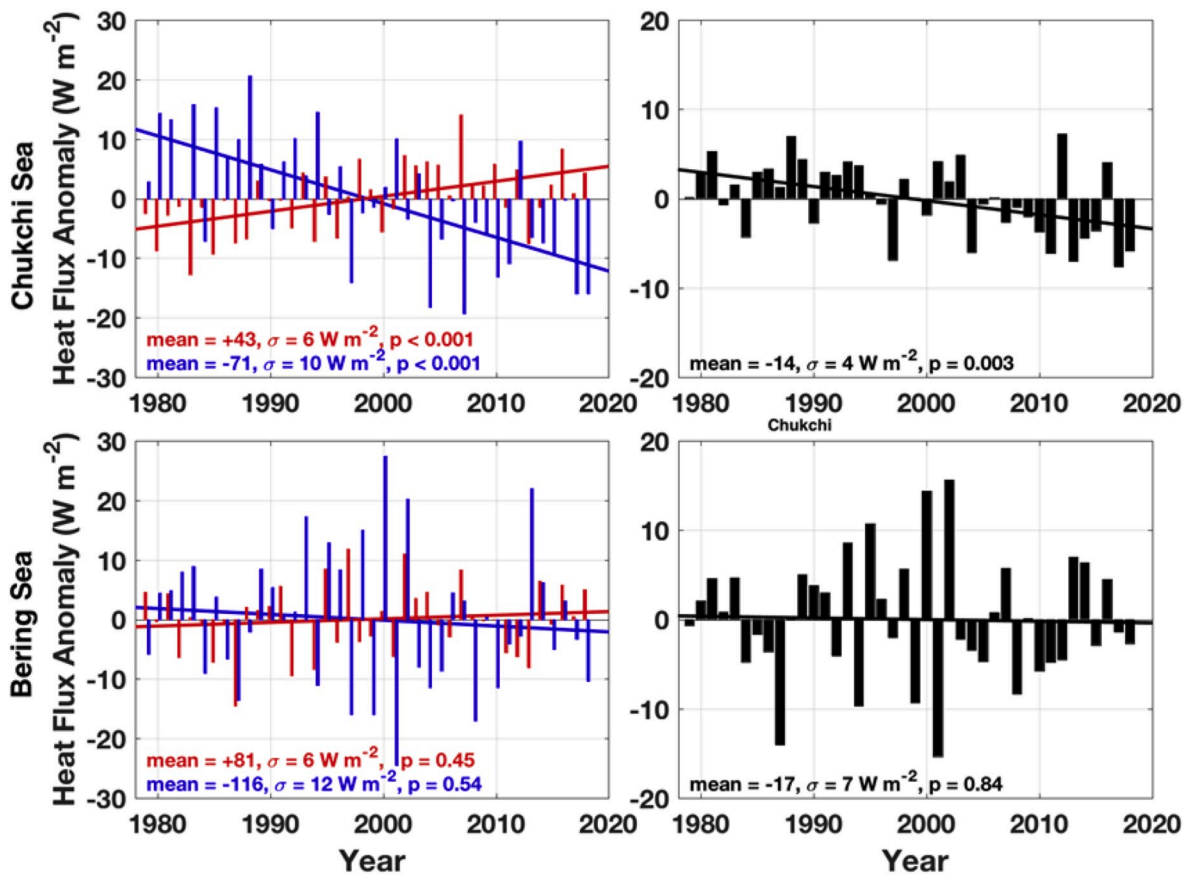 Chukchi Sea
Heat Flux Anomaly (W m-2)
30
20
10
0
-10
-20
-30
mean = +43, σ = 6 W m-2, p < 0.001
mean = -71, σ = 10 W m-2, p < 0.001
1980 1990 2000 2010 2020
20
10
0
-10
-20
mean = -14, σ = 4 W m-2, p = 0.003
1980 1990 2000 2010 2020
Chukchi
Bering Sea
Heat Flux Anomaly (W m-2)
30
20
10
0
-10
-20
-30
mean = +81, σ = 6 W m-2, p = 0.45
mean = -116, σ = 12 W m-2, p = 0.54
1980 1990 2000 2010 2020
Year
20
10
0
-10
-20
mean = -17, σ = 7 W m-2, p = 0.84
1980 1990 2000 2010 2020
Year